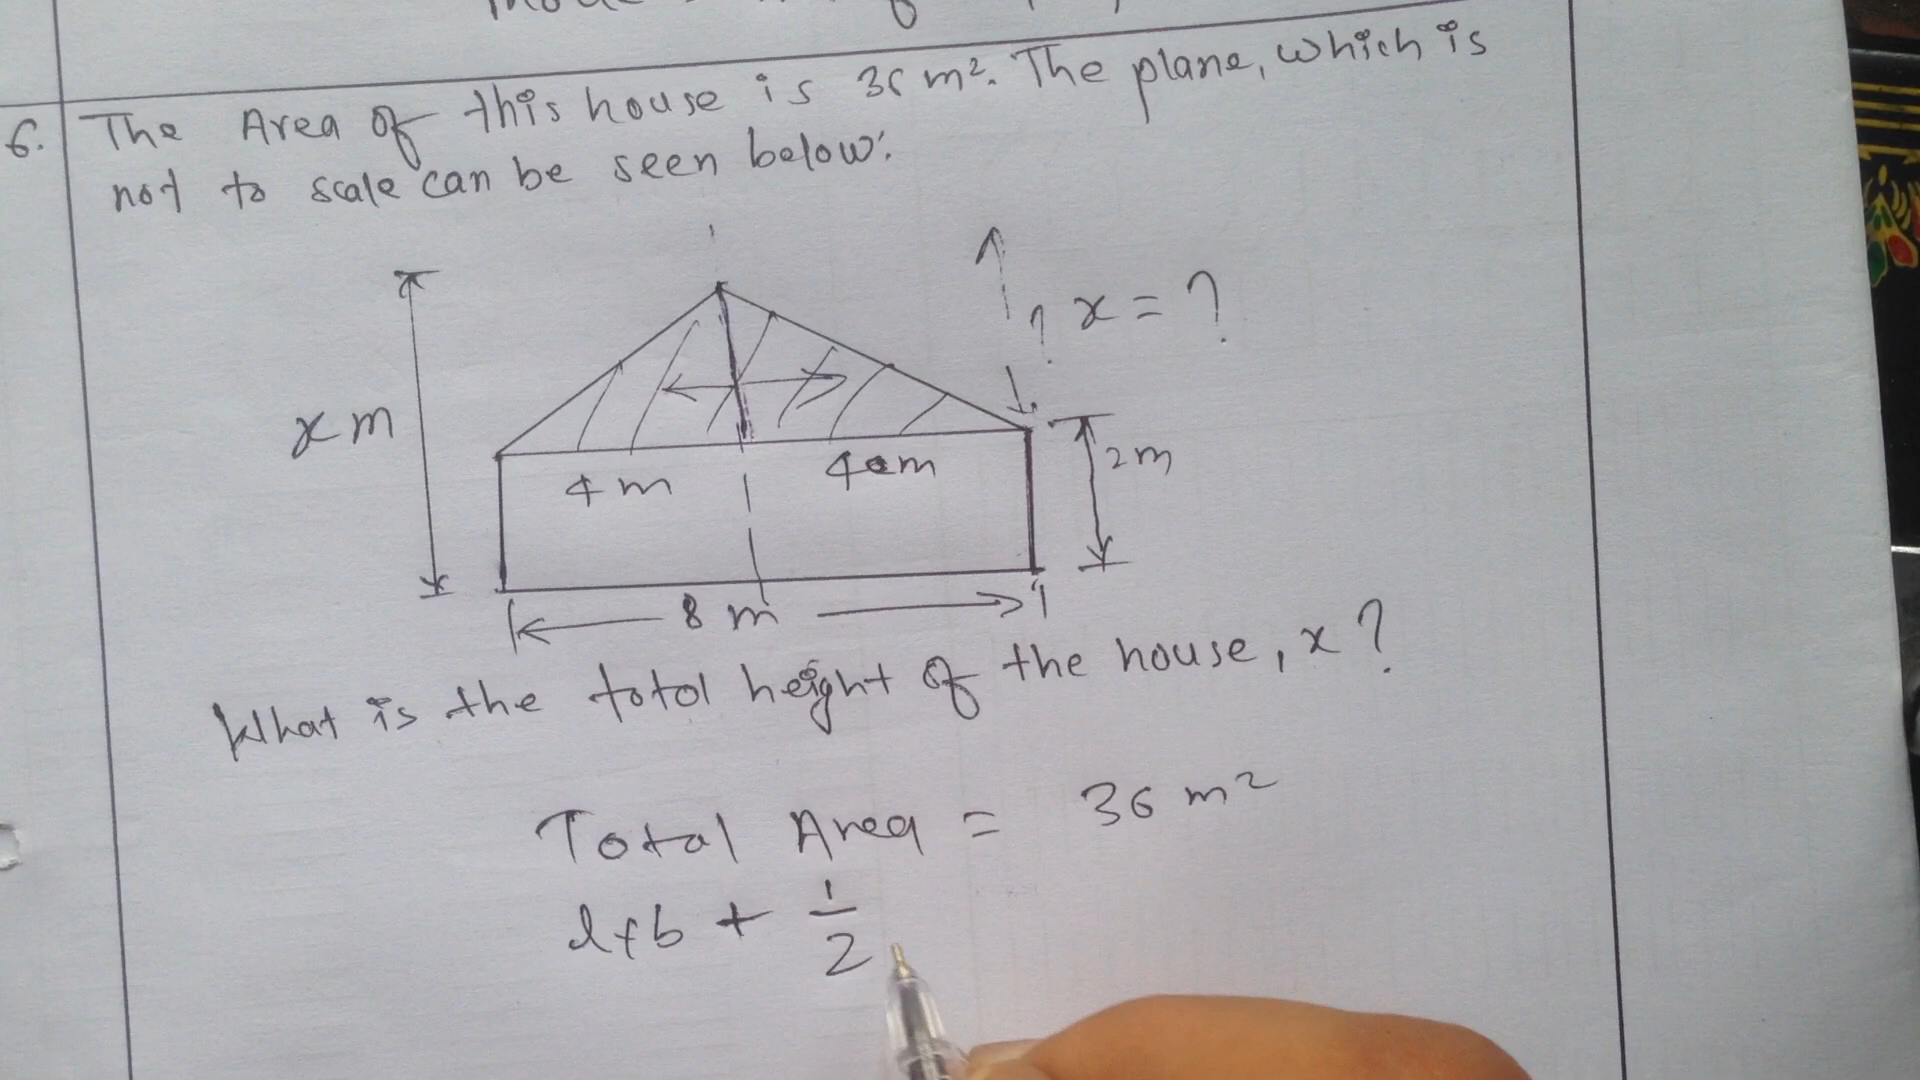 6. The Area of this house is 36 m². The plane, which is
not to scale can be seen below:
x m
? x = ?
4 m
4 m
2 m
8 m
What is the total height of the house, x ?
Total Area = 36 m²
l × b + 1/2